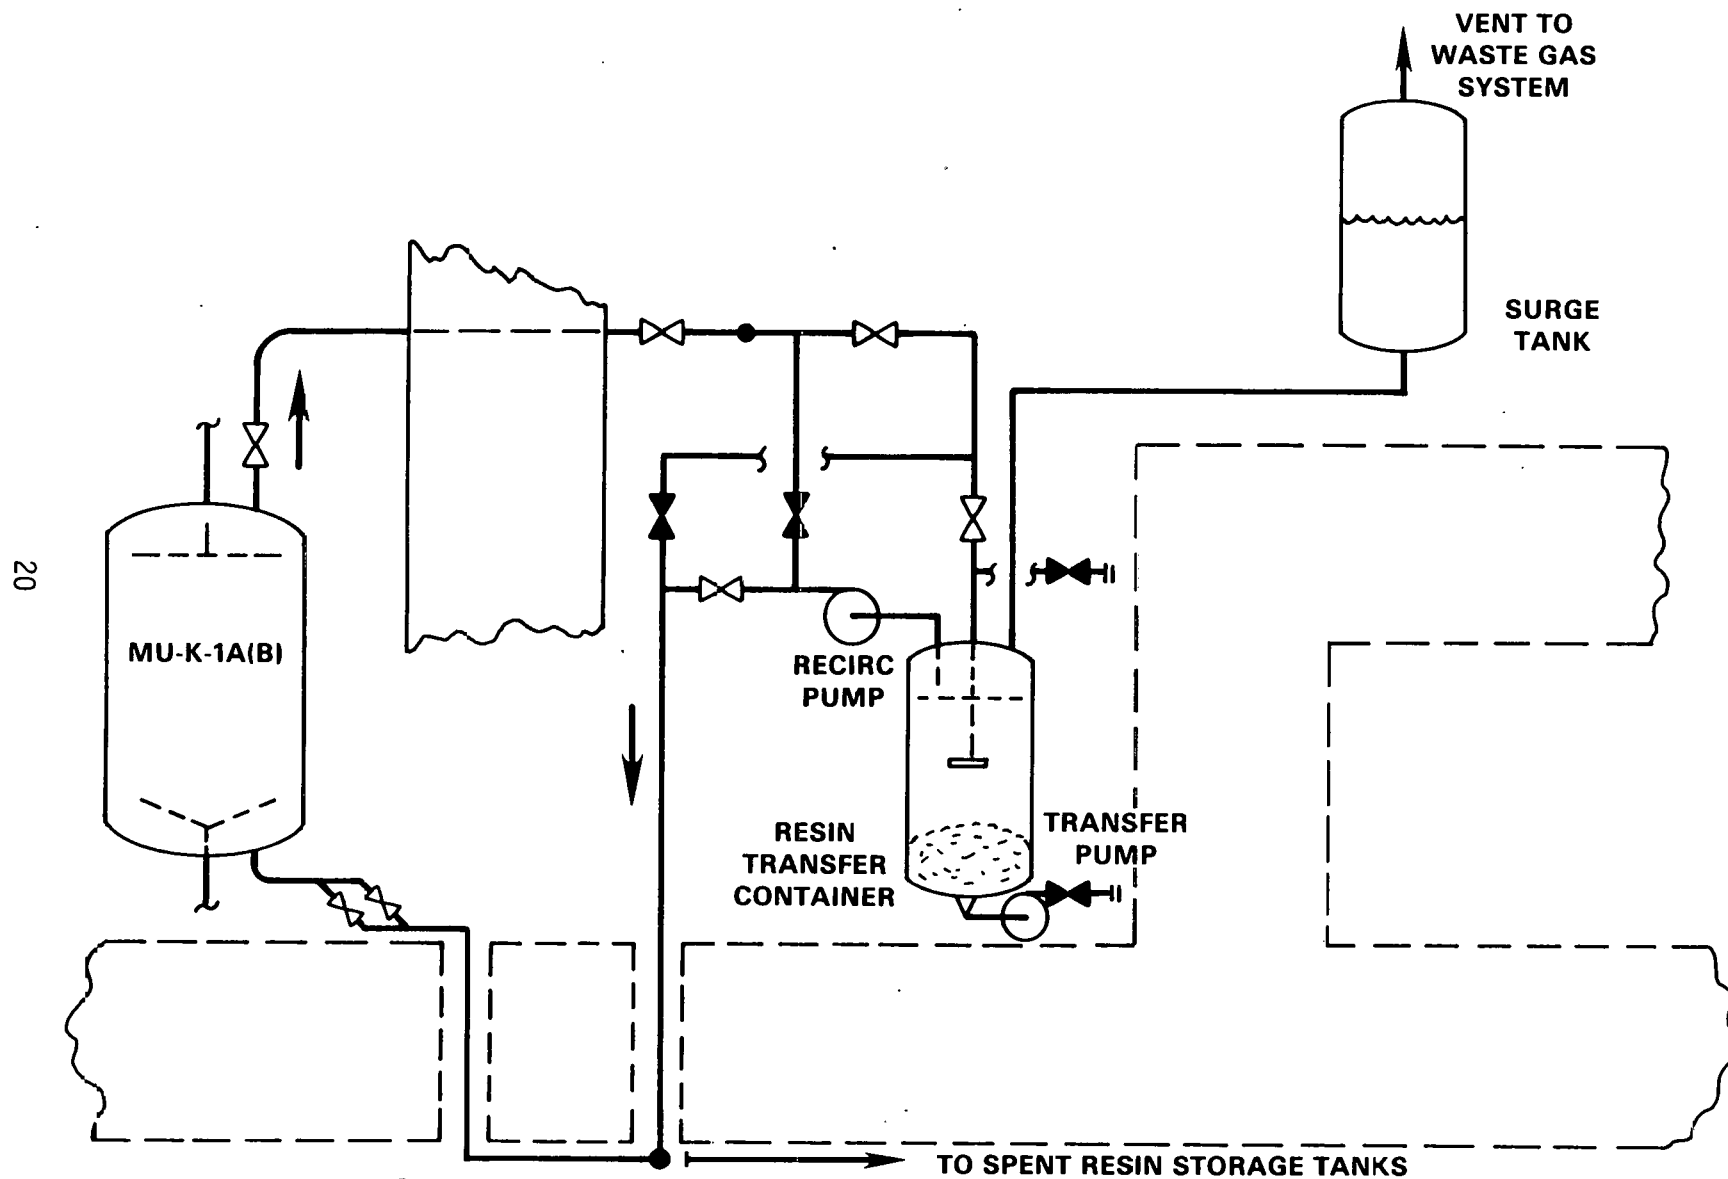 VENT TO
WASTE GAS
SYSTEM
SURGE
TANK
MU-K-1A(B)
RECIRC
PUMP
RESIN
TRANSFER
CONTAINER
TRANSFER
PUMP
TO SPENT RESIN STORAGE TANKS
20